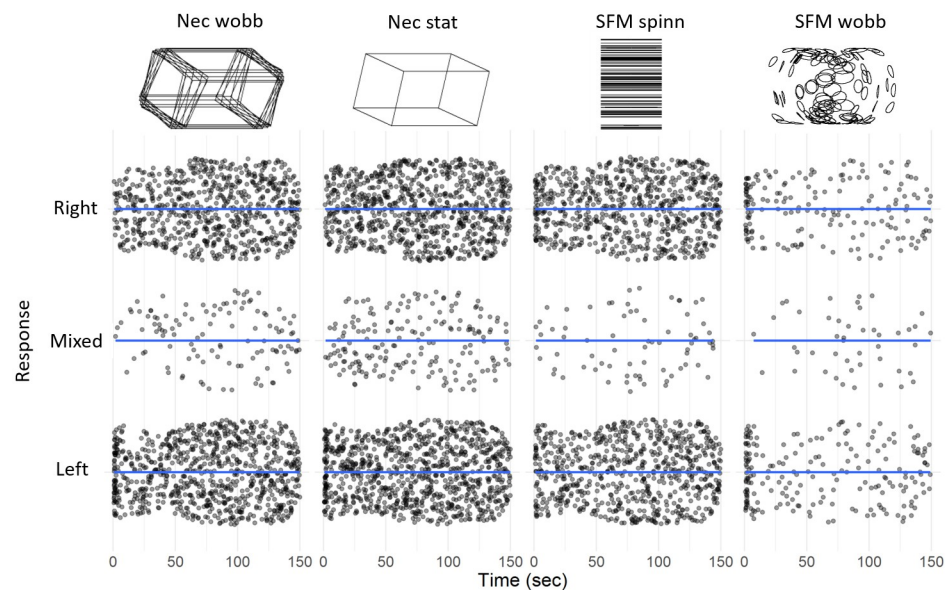 Nec wobb Nec stat SFM spinn SFM wobb
Right
Mixed
Left
Response
0 50 100 150 0 50 100 150 0 50 100 150 0 50 100 150
Time (sec)